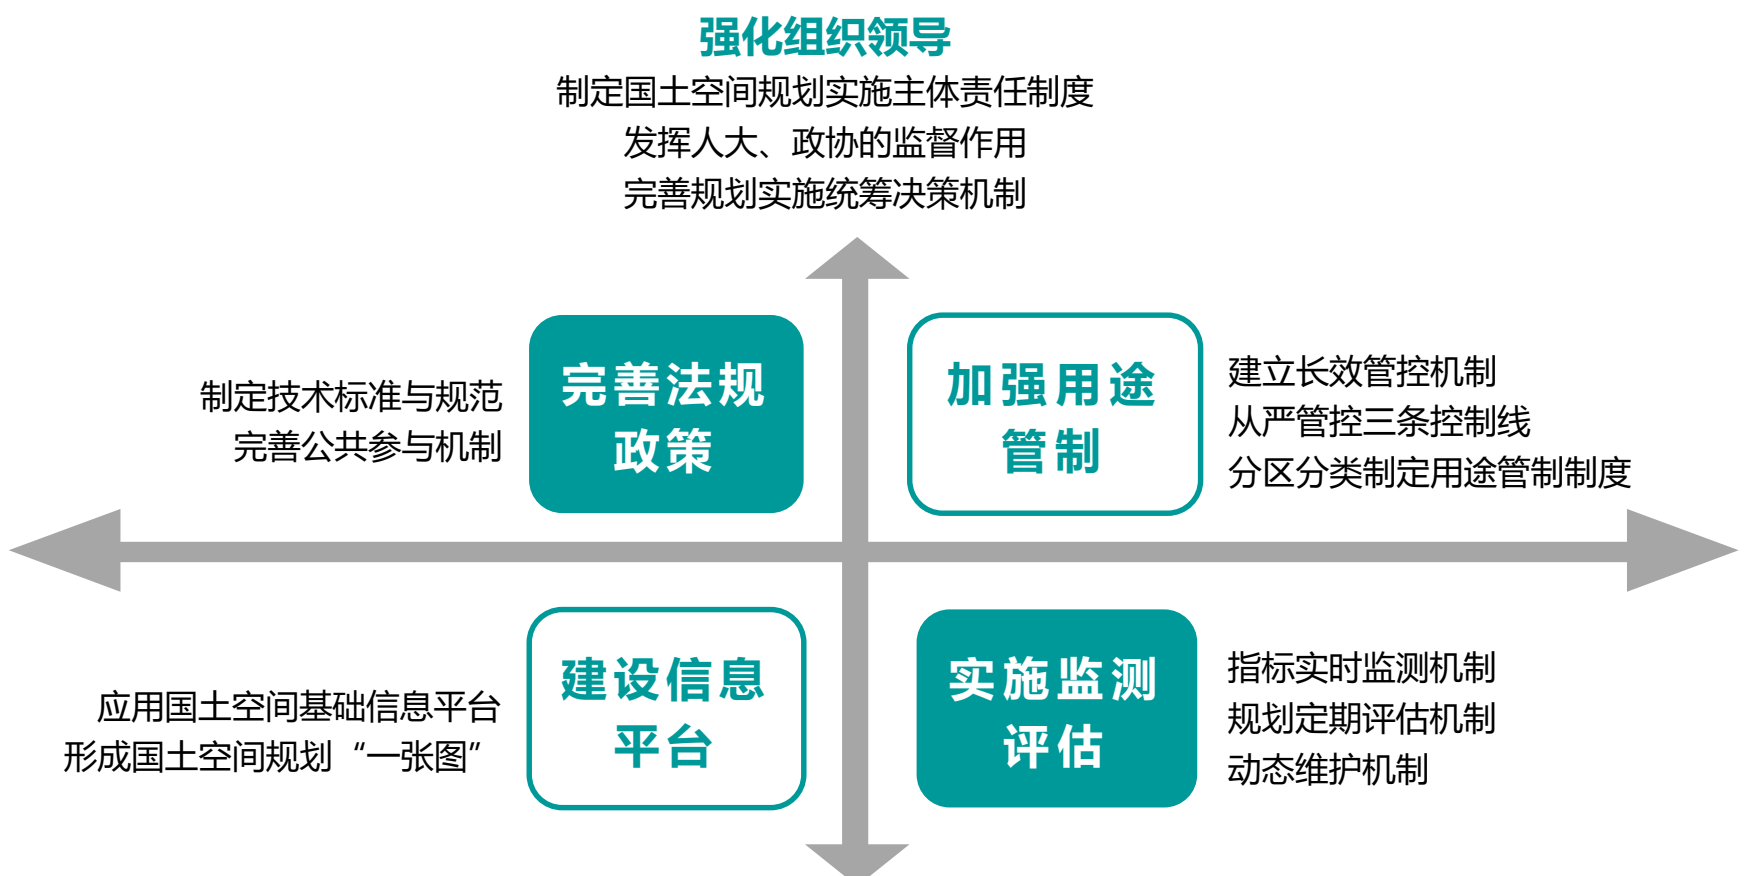 强化组织领导
制定国土空间规划实施主体责任制度
发挥人大、政协的监督作用
完善规划实施统筹决策机制
制定技术标准与规范
完善公共参与机制
完善法规
政策
加强用途
管制
建立长效管控机制
从严管控三条控制线
分区分类制定用途管制制度
应用国土空间基础信息平台
形成国土空间规划“一张图”
建设信息
平台
实施监测
评估
指标实时监测机制
规划定期评估机制
动态维护机制